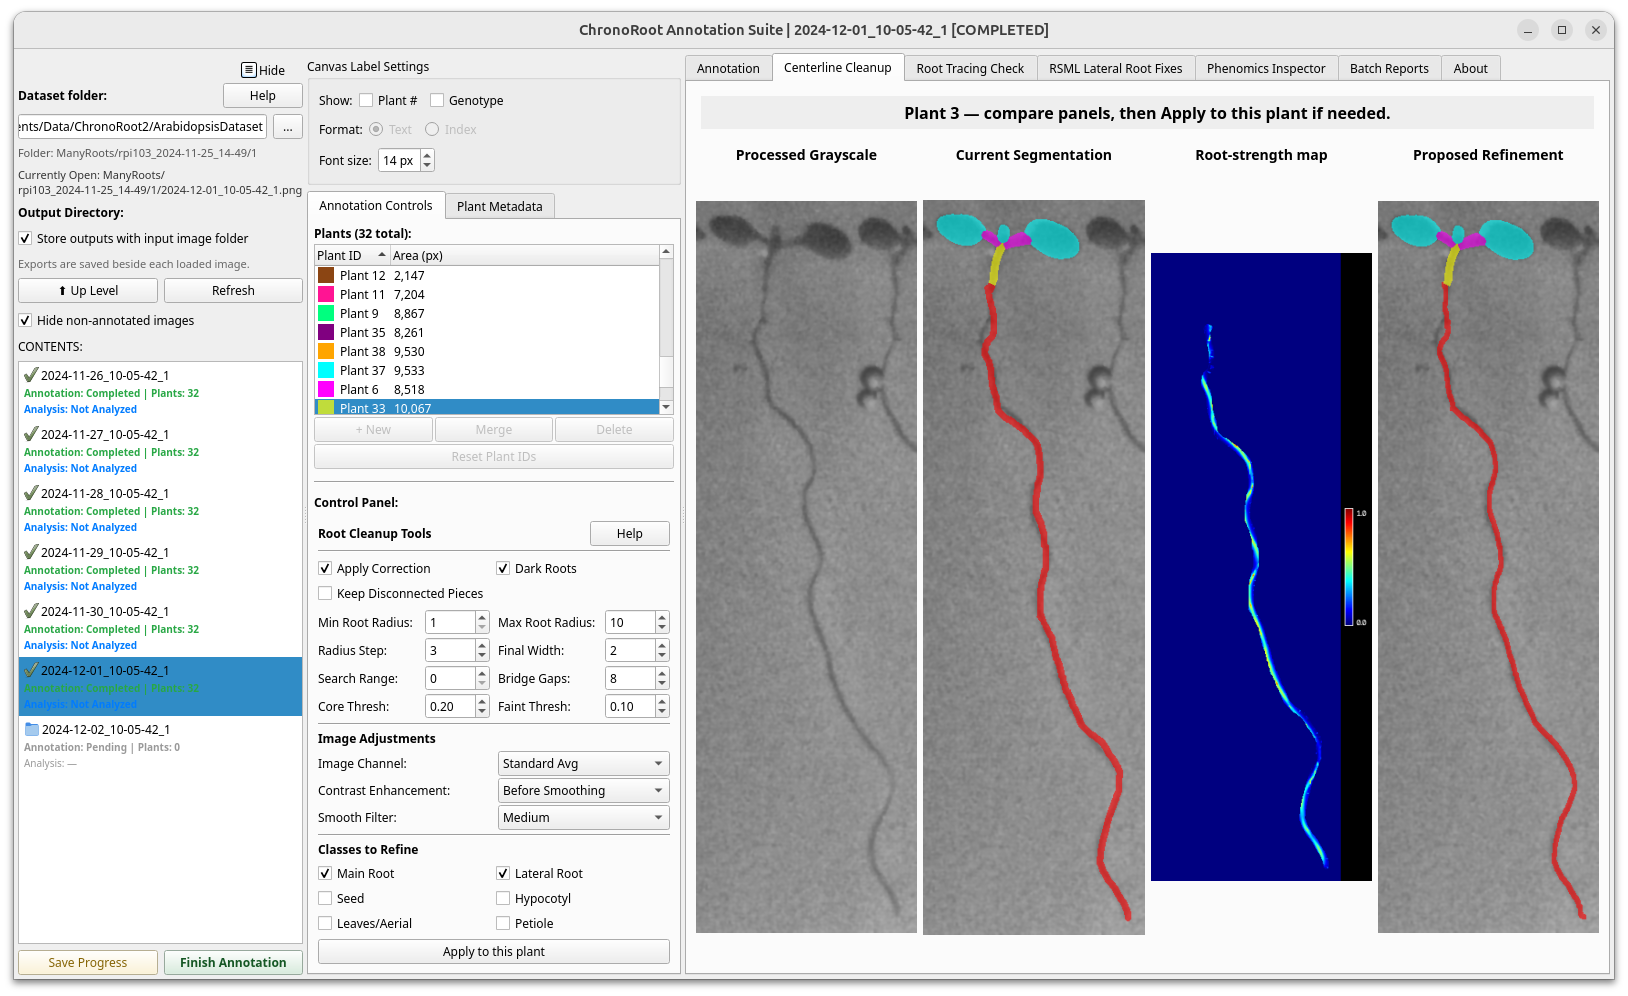 ChronoRoot Annotation Suite | 2024-12-01_10-05-42_1 [COMPLETED]
Hide
Dataset folder:
Help
ents/Data/ChronoRoot2/ArabidopsisDataset
...
Folder: ManyRoots/rpi103_2024-11-25_14-49/1
Currently Open: ManyRoots/
rpi103_2024-11-25_14-49/1/2024-12-01_10-05-42_1.png
Output Directory:
Store outputs with input image folder
Exports are saved beside each loaded image.
⬆ Up Level
Refresh
Hide non-annotated images
CONTENTS:
2024-11-26_10-05-42_1
Annotation: Completed | Plants: 32
Analysis: Not Analyzed
2024-11-27_10-05-42_1
Annotation: Completed | Plants: 32
Analysis: Not Analyzed
2024-11-28_10-05-42_1
Annotation: Completed | Plants: 32
Analysis: Not Analyzed
2024-11-29_10-05-42_1
Annotation: Completed | Plants: 32
Analysis: Not Analyzed
2024-11-30_10-05-42_1
Annotation: Completed | Plants: 32
Analysis: Not Analyzed
2024-12-01_10-05-42_1
Annotation: Completed | Plants: 32
Analysis: Not Analyzed
2024-12-02_10-05-42_1
Annotation: Pending | Plants: 0
Analysis: —
Save Progress
Finish Annotation
Canvas Label Settings
Show: Plant # Genotype
Format: Text Index
Font size: 14 px
Annotation Controls
Plant Metadata
Plants (32 total):
Plant ID Area (px)
Plant 12 2,147
Plant 11 7,204
Plant 9 8,867
Plant 35 8,261
Plant 38 9,530
Plant 37 9,533
Plant 6 8,518
Plant 33 10,067
+ New
Merge
Delete
Reset Plant IDs
Control Panel:
Root Cleanup Tools
Help
Apply Correction
Dark Roots
Keep Disconnected Pieces
Min Root Radius: 1
Max Root Radius: 10
Radius Step: 3
Final Width: 2
Search Range: 0
Bridge Gaps: 8
Core Thresh: 0.20
Faint Thresh: 0.10
Image Adjustments
Image Channel: Standard Avg
Contrast Enhancement: Before Smoothing
Smooth Filter: Medium
Classes to Refine
Main Root
Lateral Root
Seed
Hypocotyl
Leaves/Aerial
Petiole
Apply to this plant
Annotation
Centerline Cleanup
Root Tracing Check
RSML Lateral Root Fixes
Phenomics Inspector
Batch Reports
About
Plant 3 — compare panels, then Apply to this plant if needed.
Processed Grayscale
Current Segmentation
Root-strength map
Proposed Refinement
1.0
0.0